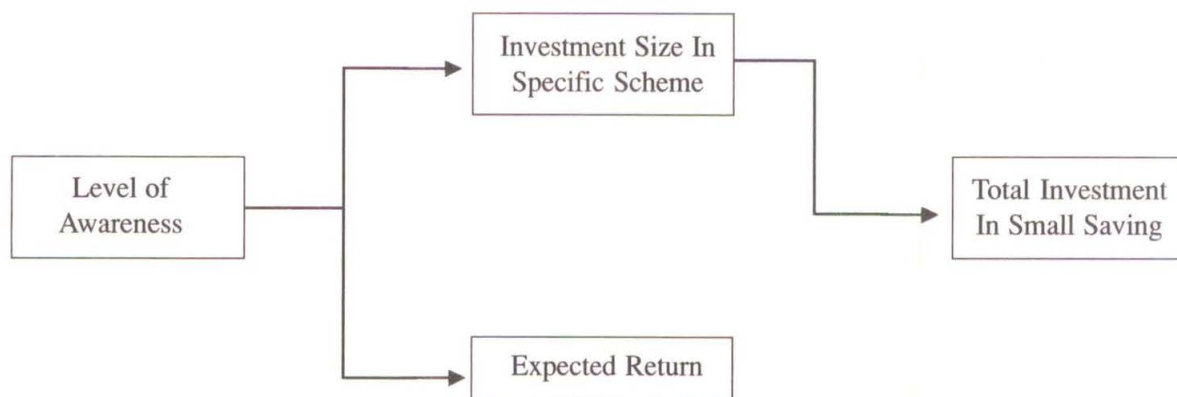 Investment Size In
Specific Scheme
Level of
Awareness
Total Investment
In Small Saving
Expected Return